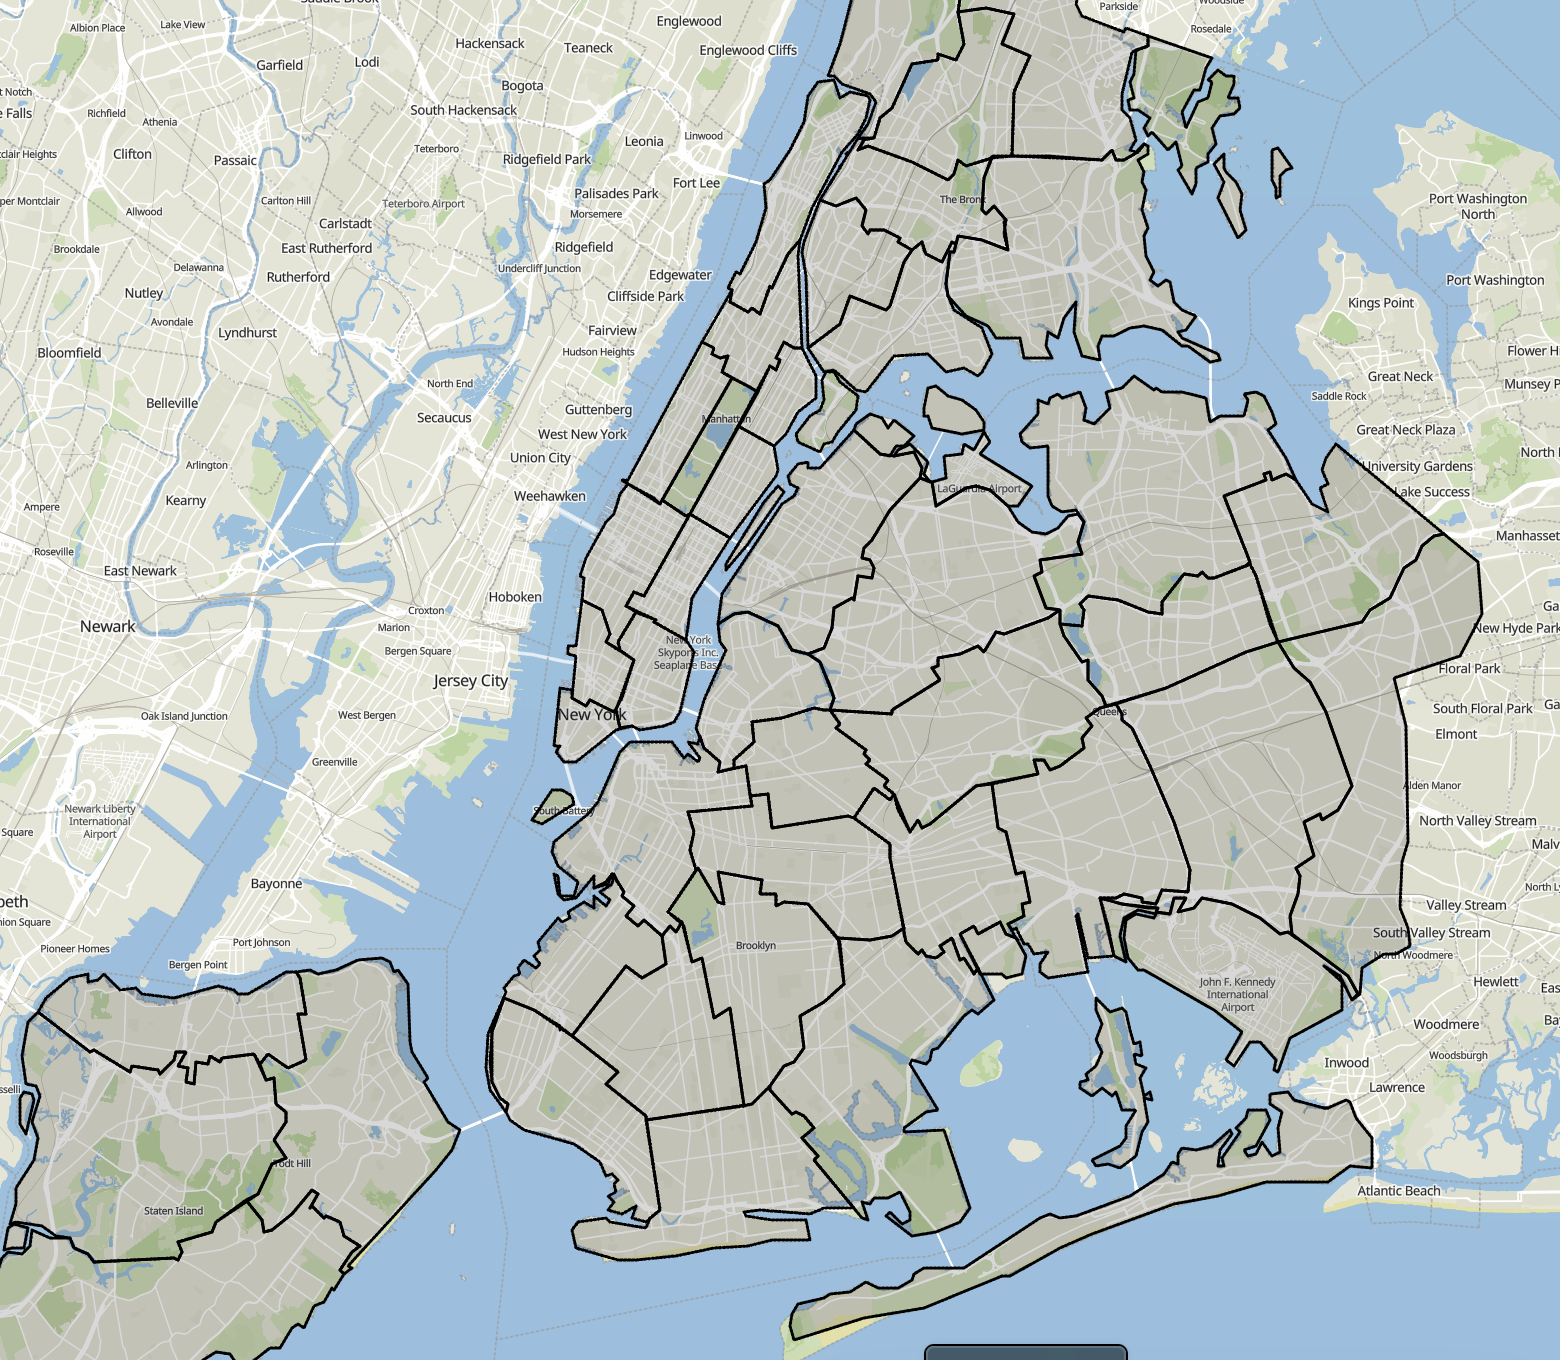 Saddle Brook
Albion Place
Lake View
Hackensack
Englewood
Teaneck
Englewood Cliffs
Parkside
Woodside
Rosedale
Garfield
Lodi
Bogota
t Notch
e Falls
Richfield
Athenia
South Hackensack
Linwood
Leonia
Clifton
Passaic
Teterboro
Ridgefield Park
clair Heights
Fort Lee
per Montclair
Allwood
Carlton Hill
Teterboro Airport
Palisades Park
Morsemere
The Bronx
Port Washington
North
Carlstadt
Brookdale
East Rutherford
Ridgefield
Delawanna
Rutherford
Undercliff Junction
Edgewater
Port Washington
Nutley
Cliffside Park
Kings Point
Avondale
Lyndhurst
Fairview
Bloomfield
Hudson Heights
Flower H
North End
Great Neck
Munsey P
Belleville
Secaucus
Guttenberg
Saddle Rock
Manhattan
West New York
Great Neck Plaza
Union City
North
Arlington
University Gardens
Kearny
Weehawken
LaGuardia Airport
Lake Success
Ampere
Manhasset
Roseville
East Newark
Hoboken
Newark
Croxton
Marion
Ga
New Hyde Park
Bergen Square
New York
Skyports Inc.
Seaplane Base
Floral Park
Jersey City
Oak Island Junction
West Bergen
New York
Queens
South Floral Park
Ga
Elmont
Greenville
Alden Manor
Newark Liberty
International
Airport
South Battery
Square
North Valley Stream
Malv
Bayonne
North Ly
beth
nion Square
Valley Stream
Pioneer Homes
Port Johnson
Brooklyn
South Valley Stream
Bergen Point
North Woodmere
John F. Kennedy
International
Airport
Hewlett
Eas
Woodmere
Ba
Inwood
Woodsburgh
sselli
Lawrence
Todt Hill
Staten Island
Atlantic Beach